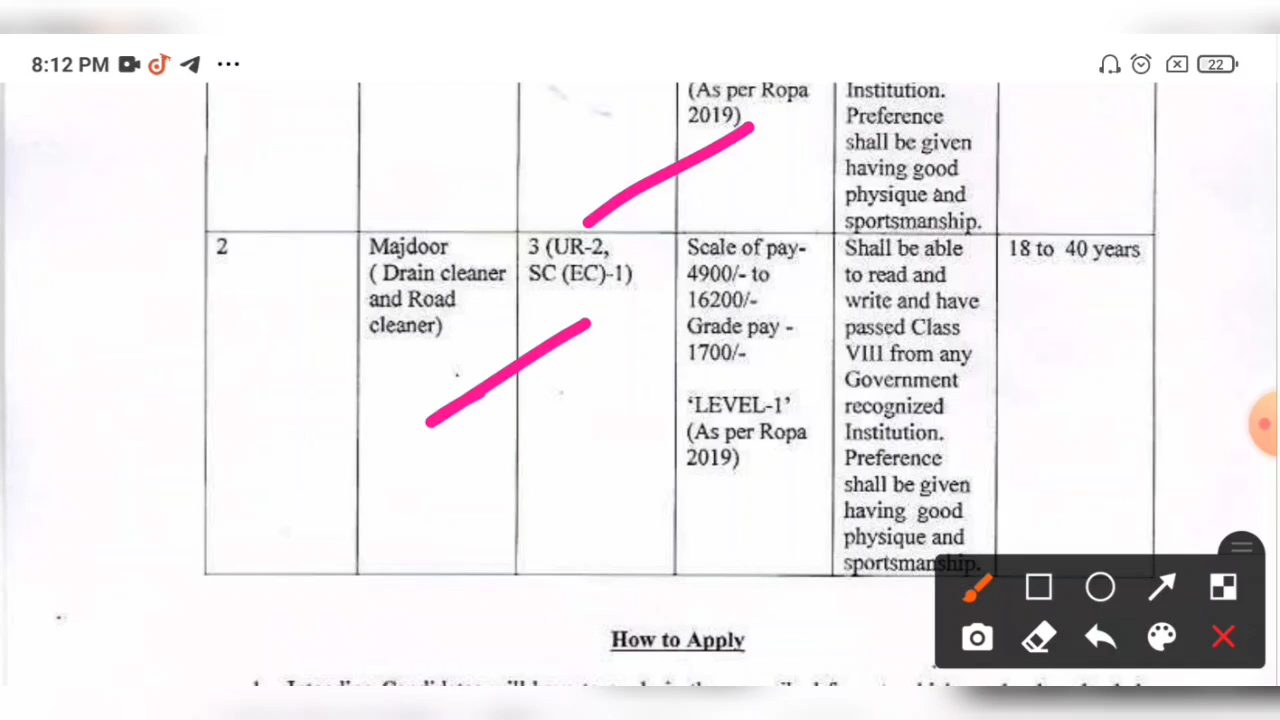 8:12 PM
22
(As per Ropa
2019)
Institution.
Preference
shall be given
having good
physique and
sportsmanship.
2
Majdoor
( Drain cleaner
and Road
cleaner)
3 (UR-2,
SC (EC)-1)
Scale of pay-
4900/- to
16200/-
Grade pay -
1700/-
‘LEVEL-1’
(As per Ropa
2019)
Shall be able
to read and
write and have
passed Class
VIII from any
Government
recognized
Institution.
Preference
shall be given
having good
physique and
sportsmanship.
18 to 40 years
How to Apply